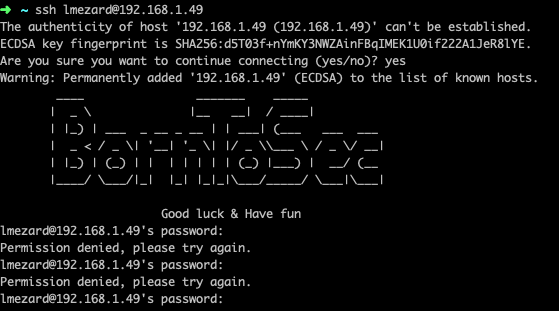 ➜ ~ ssh lmezard@192.168.1.49
The authenticity of host '192.168.1.49 (192.168.1.49)' can't be established.
ECDSA key fingerprint is SHA256:d5T03f+nYmKY3NWZAinFBqIMEK1U0if222A1JeR8lYE.
Are you sure you want to continue connecting (yes/no)? yes
Warning: Permanently added '192.168.1.49' (ECDSA) to the list of known hosts.
BornToSec
Good luck & Have fun
lmezard@192.168.1.49's password:
Permission denied, please try again.
lmezard@192.168.1.49's password:
Permission denied, please try again.
lmezard@192.168.1.49's password: